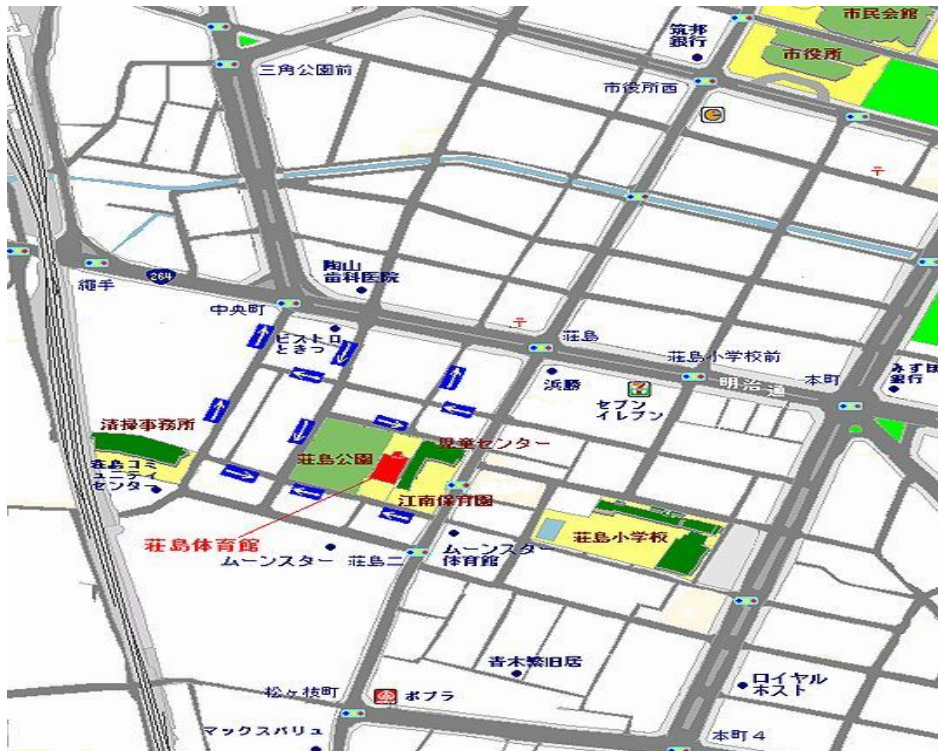 市民会館
筑邦
銀行
市役所
三角公園前
市役所西
〒
264
陶山
歯科医院
縄手
中央町
〒
荘島
ビストロ
ときつ
荘島小学校前
明治通
本町
みずほ
銀行
浜勝
7
セブン
イレブン
清掃事務所
児童センター
荘島コミ
ュニティ
センター
荘島公園
江南保育園
荘島体育館
荘島小学校
ムーンスター
荘島二
ムーンスター
体育館
青木繁旧居
ロイヤル
ホスト
松ヶ枝町
ポプラ
マックスバリュ
本町4